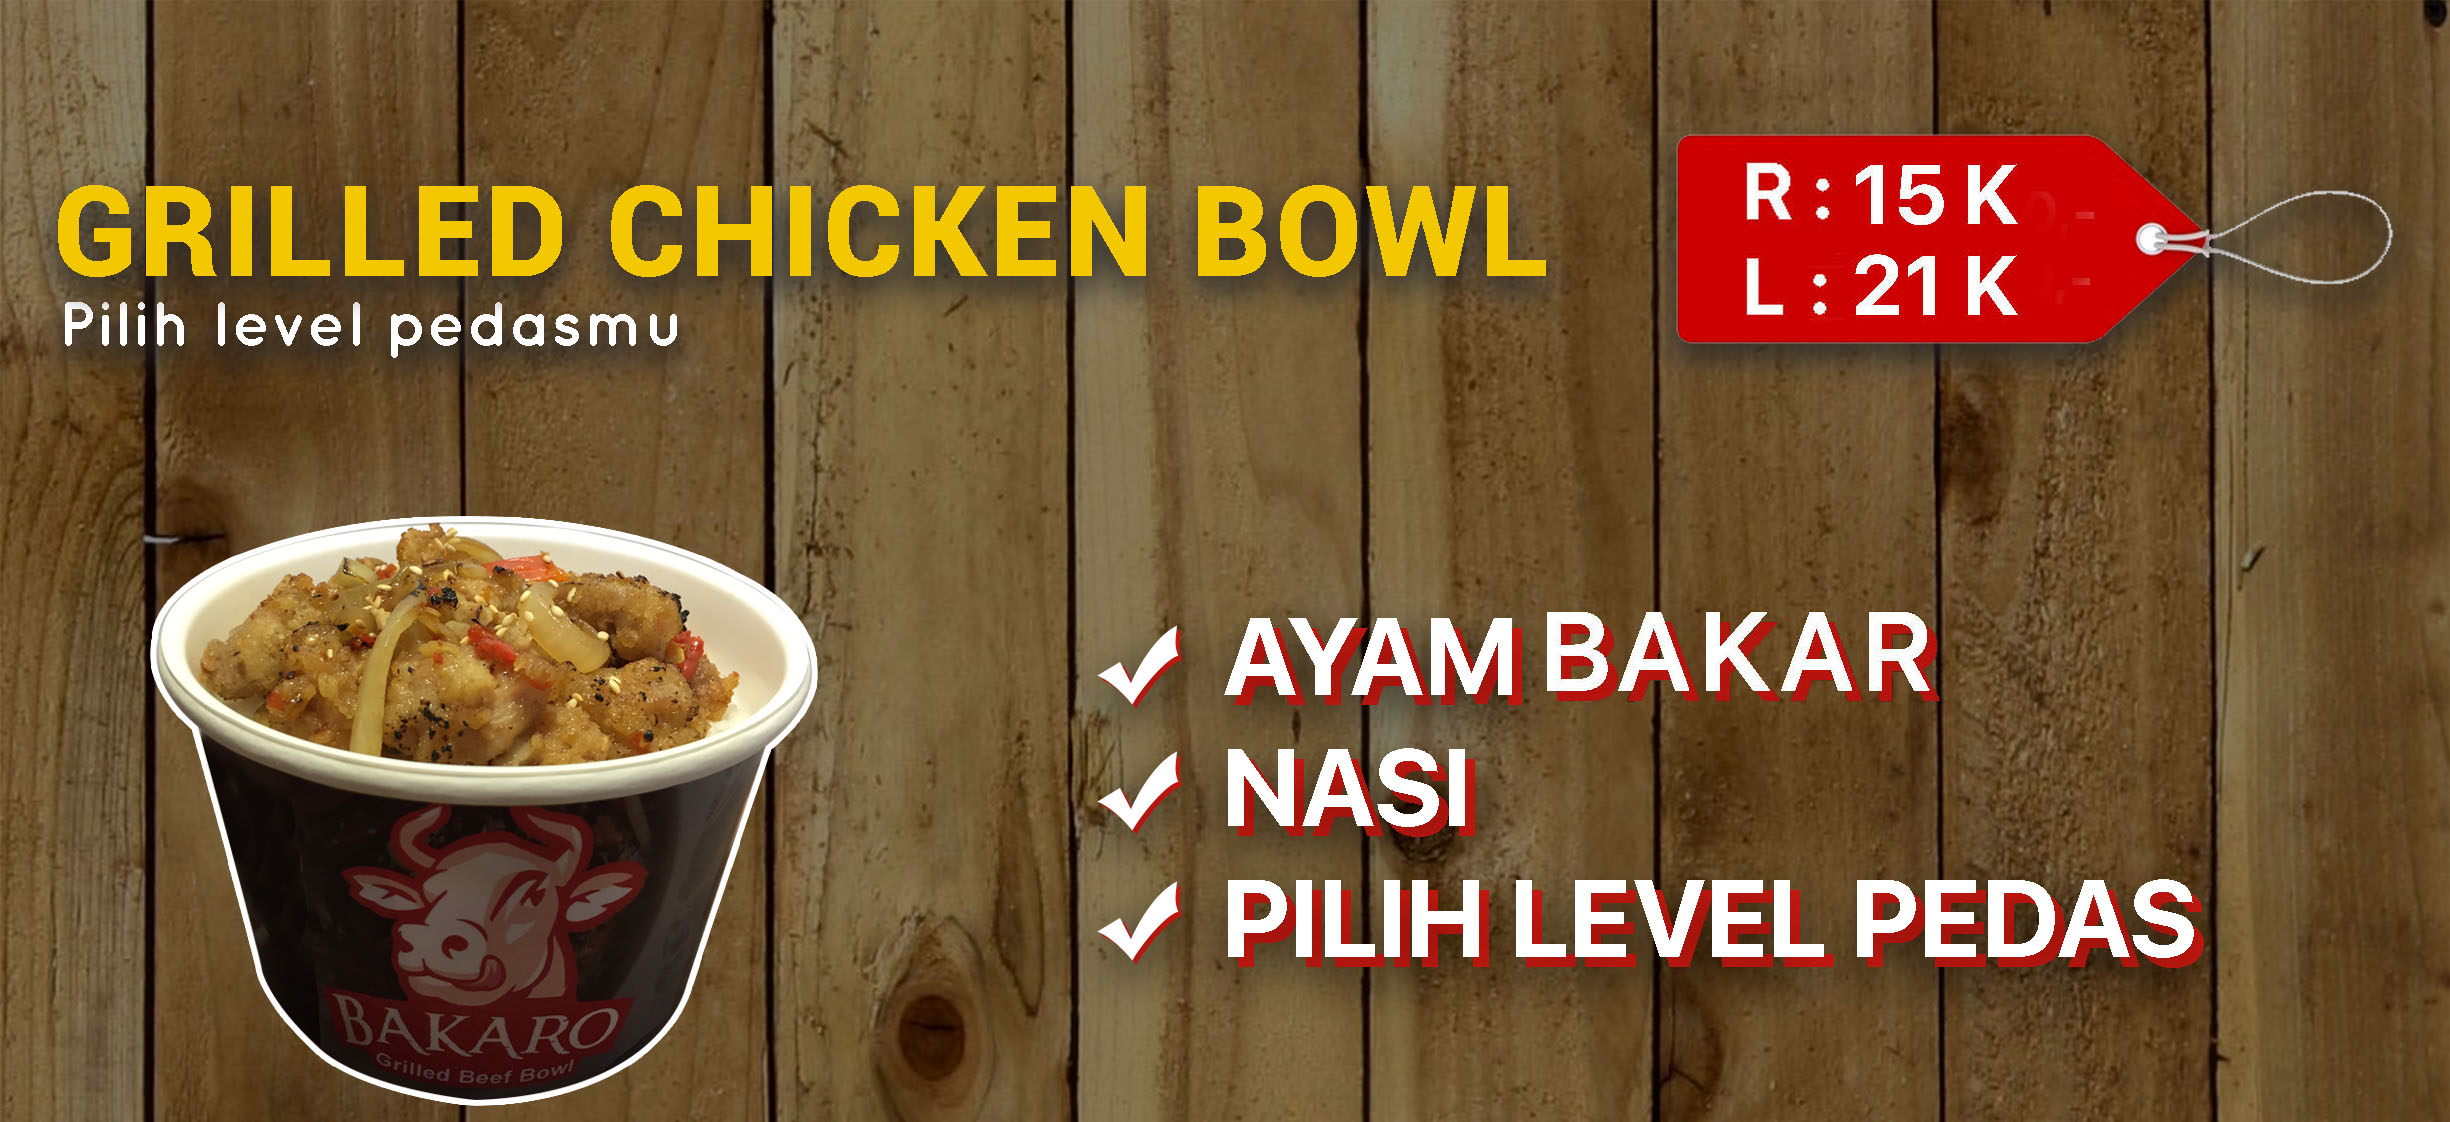 GRILLED CHICKEN BOWL
Pilih level pedasmu
R : 15 K
L : 21 K
AYAM BAKAR
NASI
PILIH LEVEL PEDAS
BAKARO
Grilled Beef Bowl